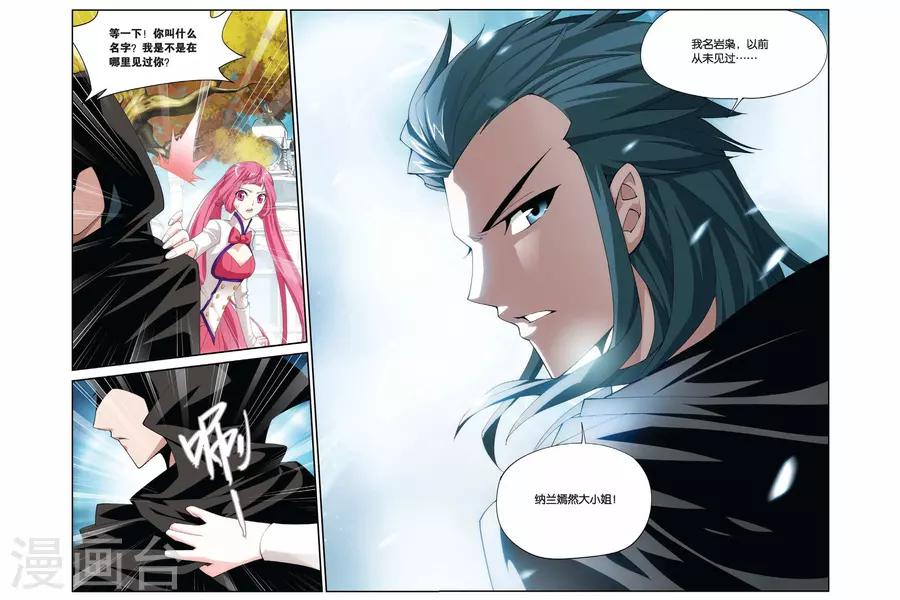 等一下！你叫什么
名字？我是不是在
哪里见过你？
唰！
我名岩枭，以前
从未见过……
纳兰嫣然大小姐！
漫画台